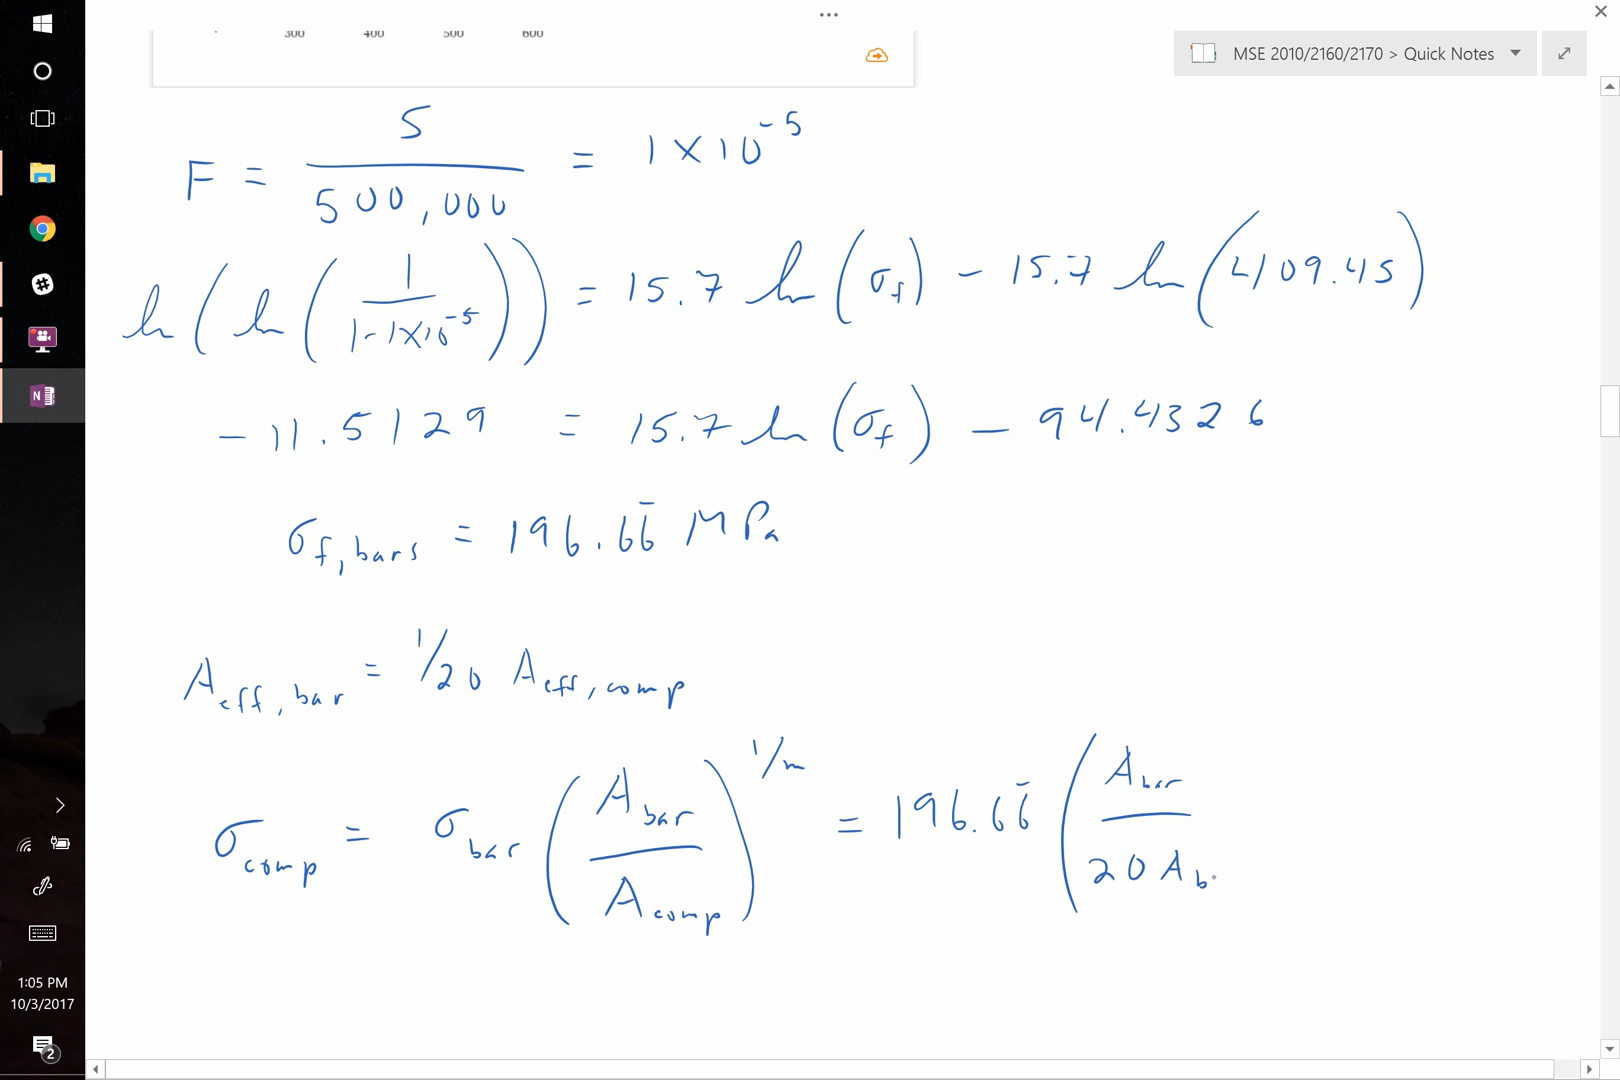 300 400 500 600
MSE 2010/2160/2170 > Quick Notes
F = 5 / 500,000 = 1 × 10^-5
ln(ln(1 / (1-1×10^-5))) = 15.7 ln(σf) - 15.7 ln(409.45)
-11.5129 = 15.7 ln(σf) - 94.4326
σf,bars = 196.66̄ MPa
Aeff,bar = 1/20 Aeff,comp
σcomp = σbar (Abar / Acomp)^1/m = 196.66̄ (Abar / 20 Ab
1:05 PM
10/3/2017
2